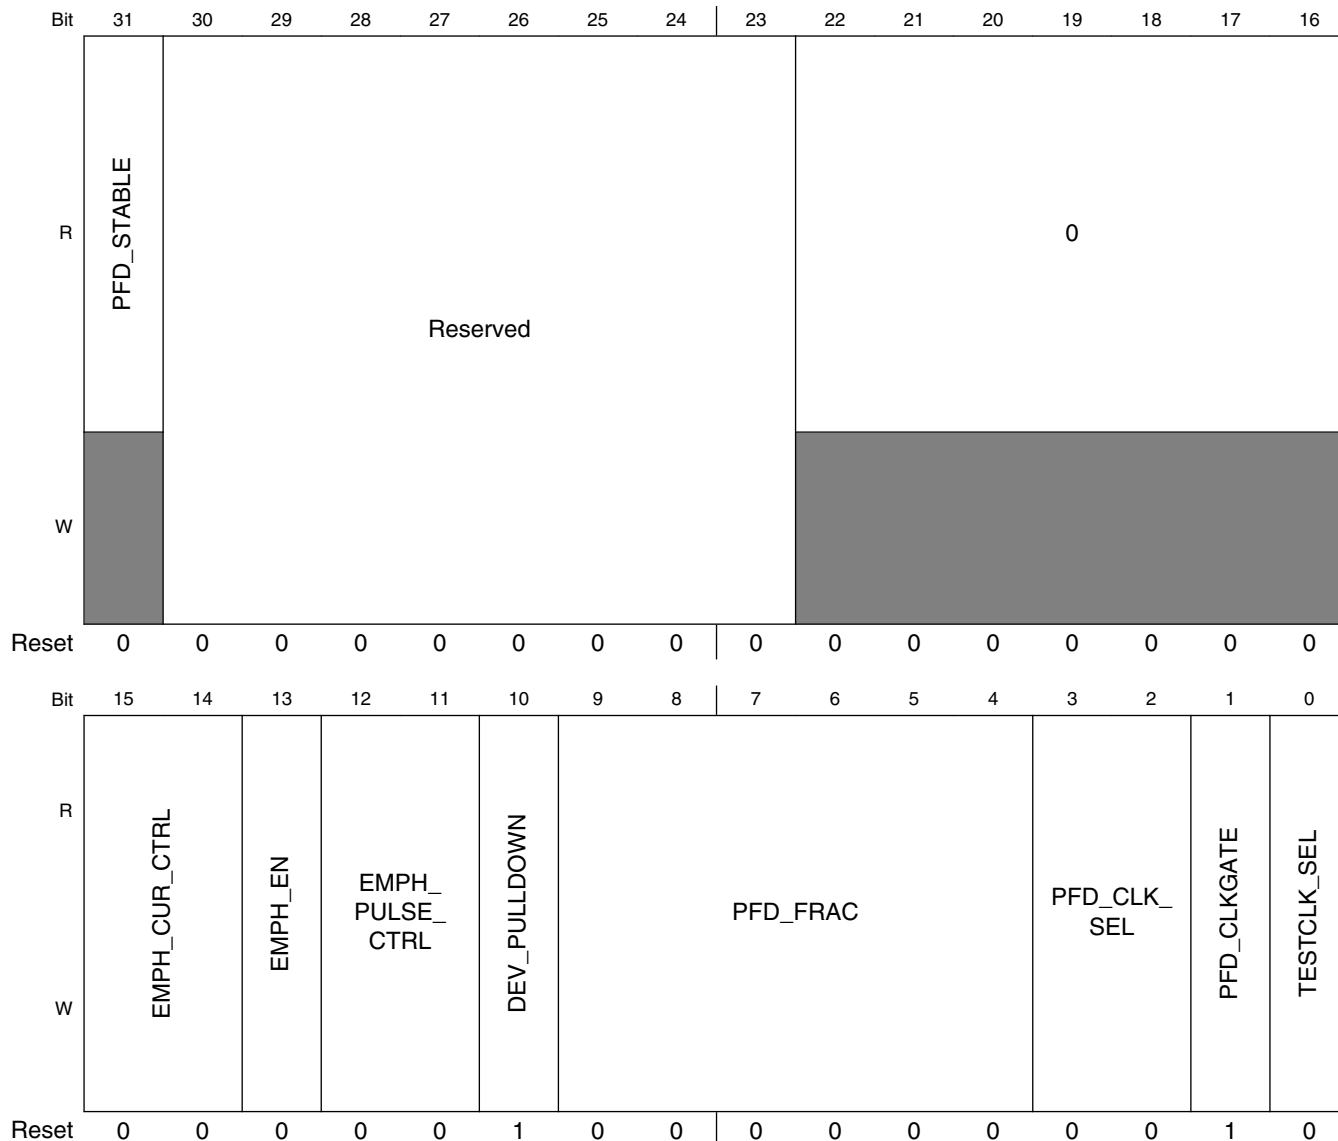 Bit 31 30 29 28 27 26 25 24 23 22 21 20 19 18 17 16
R PFD_STABLE Reserved 0
W
Reset 0 0 0 0 0 0 0 0 0 0 0 0 0 0 0 0
Bit 15 14 13 12 11 10 9 8 7 6 5 4 3 2 1 0
R
EMPH_CUR_CTRL
EMPH_EN
EMPH_
PULSE_
CTRL
DEV_PULLDOWN
PFD_FRAC
PFD_CLK_
SEL
PFD_CLKGATE
TESTCLK_SEL
W
Reset 0 0 0 0 0 1 0 0 0 0 0 0 0 0 1 0